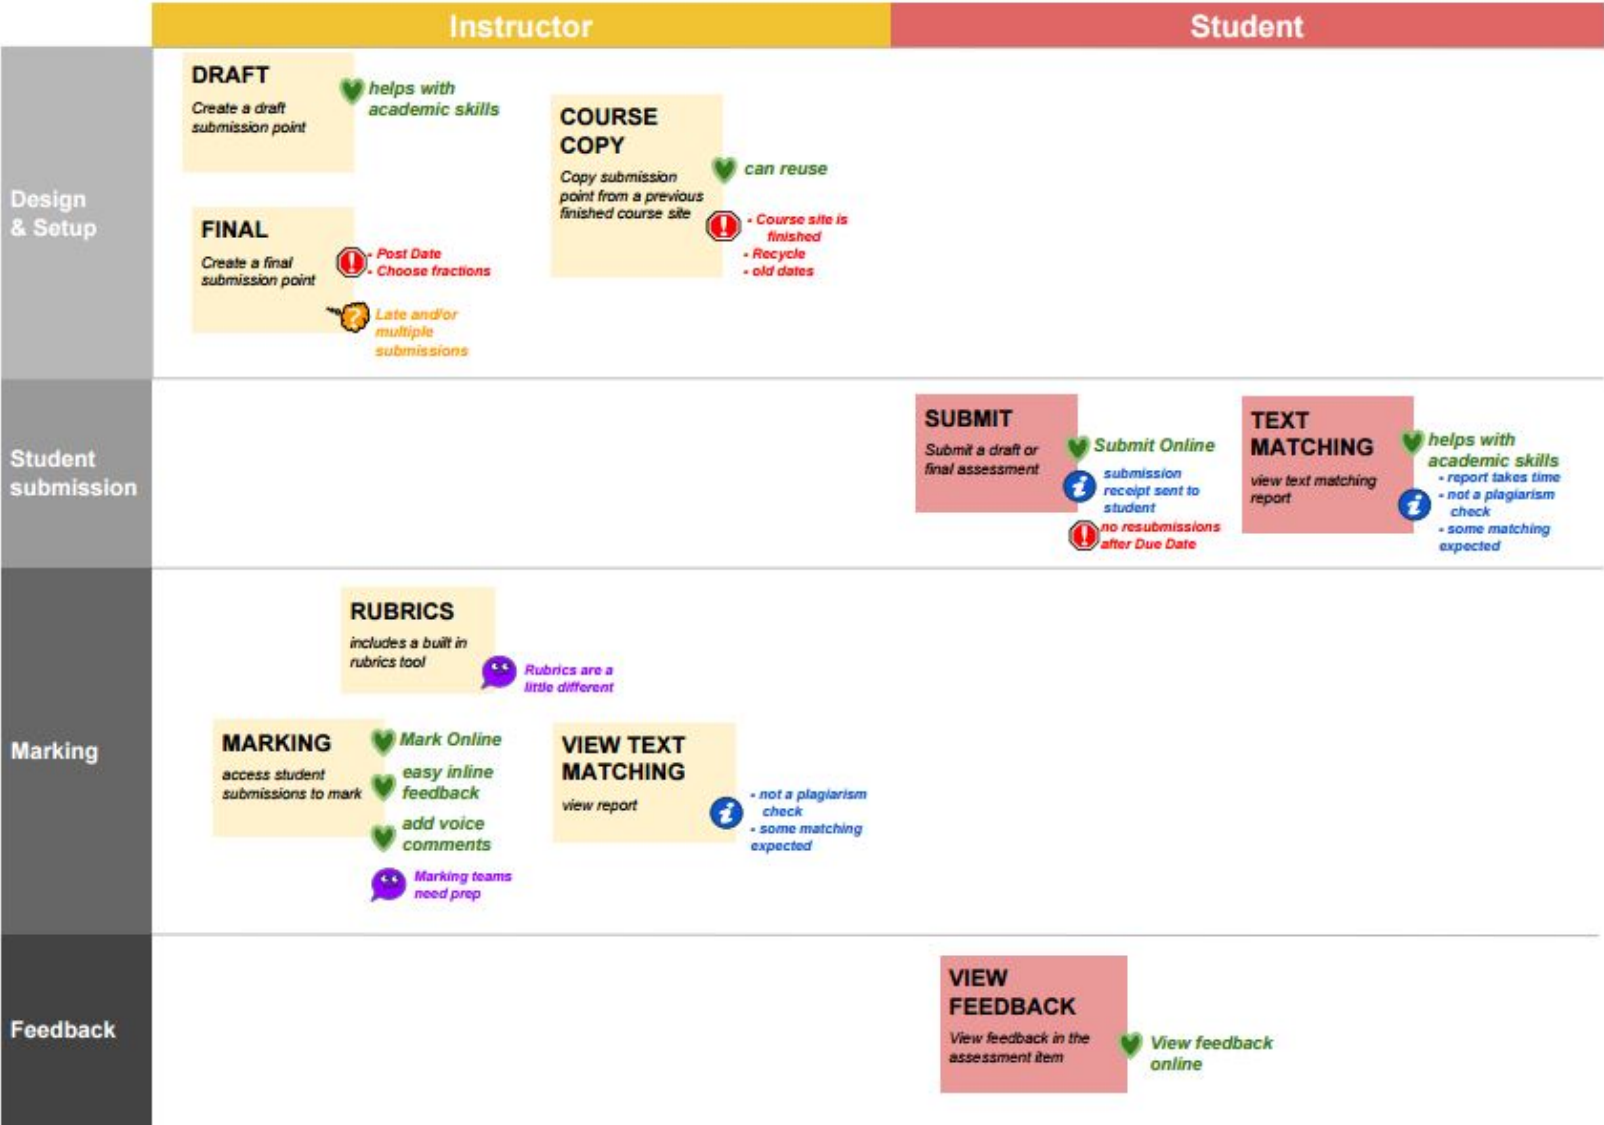 Instructor
Student
Design
& Setup
DRAFT
Create a draft
submission point
helps with
academic skills
FINAL
Create a final
submission point
- Post Date
- Choose fractions
Late and/or
multiple
submissions
COURSE
COPY
Copy submission
point from a previous
finished course site
can reuse
- Course site is
finished
- Recycle
- old dates
Student
submission
SUBMIT
Submit a draft or
final assessment
Submit Online
submission
receipt sent to
student
no resubmissions
after Due Date
TEXT
MATCHING
view text matching
report
helps with
academic skills
- report takes time
- not a plagiarism
check
- some matching
expected
Marking
RUBRICS
includes a built in
rubrics tool
Rubrics are a
little different
MARKING
access student
submissions to mark
Mark Online
easy inline
feedback
add voice
comments
Marking teams
need prep
VIEW TEXT
MATCHING
view report
- not a plagiarism
check
- some matching
expected
Feedback
VIEW
FEEDBACK
View feedback in the
assessment item
View feedback
online